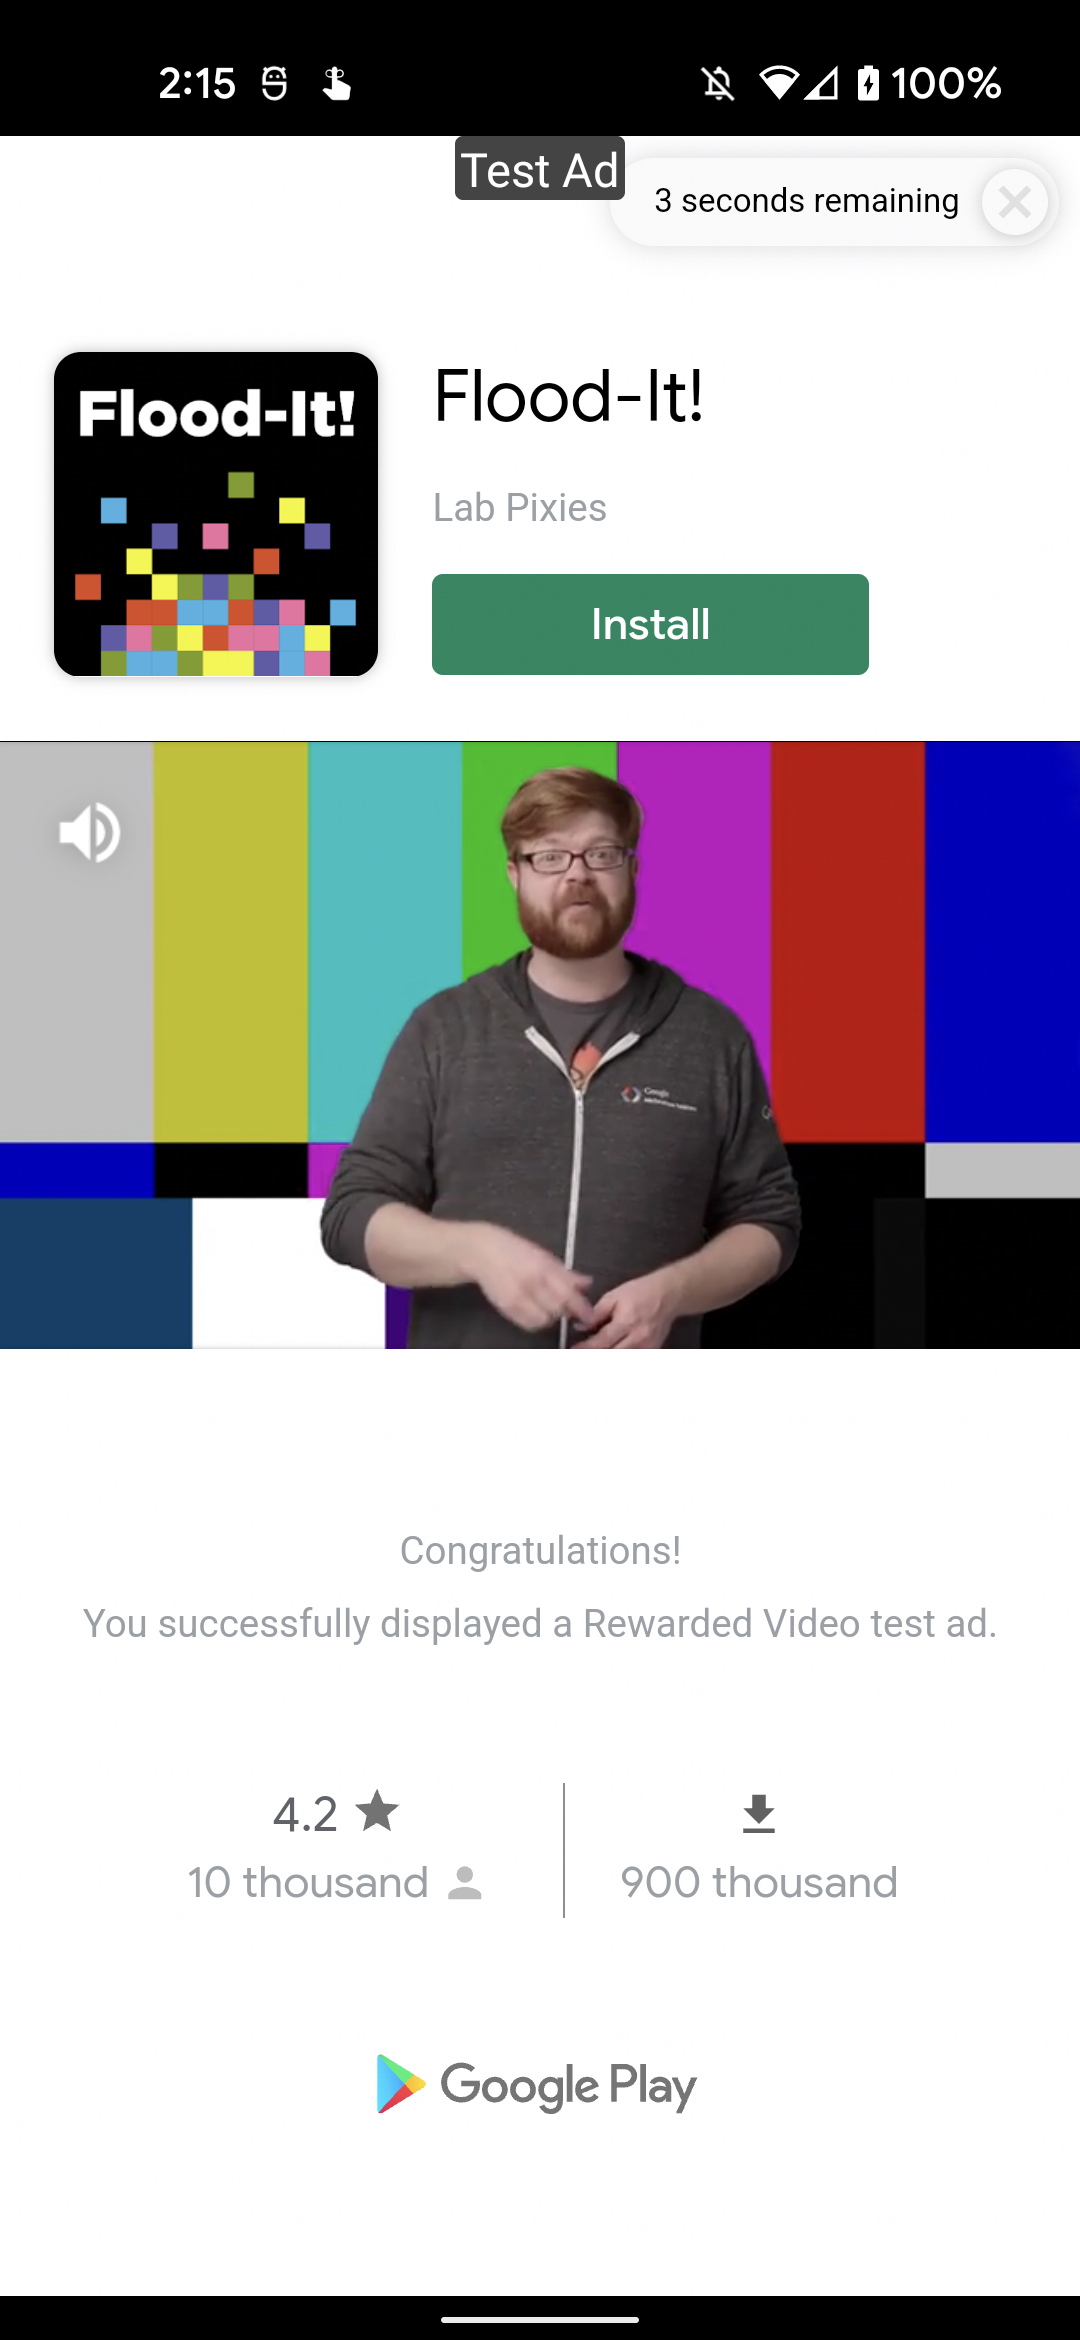 2:15
100%
Test Ad
3 seconds remaining
Flood-It!
Flood-It!
Lab Pixies
Install
Google
Congratulations!
You successfully displayed a Rewarded Video test ad.
4.2
10 thousand
900 thousand
Google Play